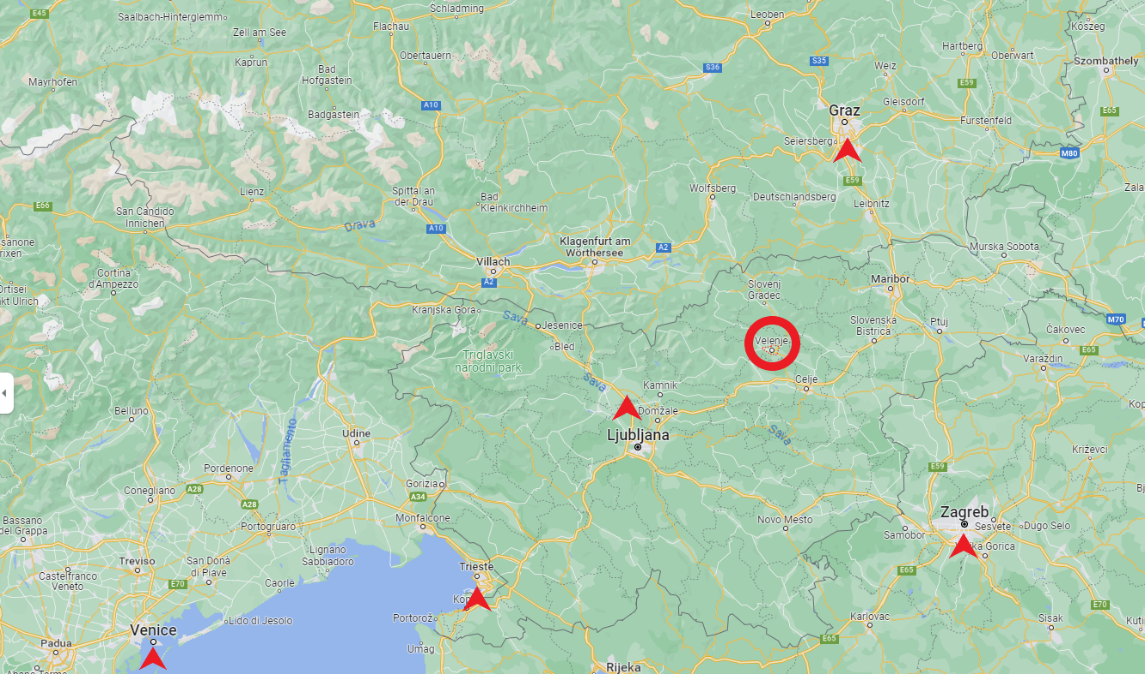 E45
Saalbach-Hinterglemm
Schladming
Leoben
Flachau
Zell am See
Köszeg
Kaprun
Obertauern
Hartberg
Oberwart
Szombathely
S35
S36
Weiz
Bad
Hofgastein
Mayrhofen
E59
A10
Gleisdorf
Graz
E65
Badgastein
Fürstenfeld
Seiersberg
M80
E59
Wolfsberg
Deutschlandsberg
Lienz
Spittal an
der Drau
Bad
Kleinkirchheim
Leibnitz
E66
San Candido
Innichen
Drava
A10
Klagenfurt am
Wörthersee
A2
Murska Sobota
Villach
Cortina
d'Ampezzo
A2
Slovenj
Gradec
Maribor
Kranjska Gora
Sava
Jesenice
Slovenska
Bistrica
Ptuj
M70
Čakovec
E65
Velenje
Bled
Triglavski
narodni park
Varaždin
Sava
Kamnik
Celje
Belluno
Domžale
Ljubljana
Udine
Tagliamento
Sava
Križevci
Pordenone
E59
Gorizia
Conegliano
A28
A34
A28
Monfalcone
Portogruaro
Novo Mesto
Zagreb
Sesvete
Dugo Selo
Samobor
Bassano
del Grappa
Treviso
San Donà
di Piave
Lignano
Sabbiadoro
Trieste
E65
Castelfranco
Veneto
E70
Caorle
E70
Portorož
Karlovac
Sisak
Lido di Jesolo
Venice
E65
Padua
Umag
Rijeka